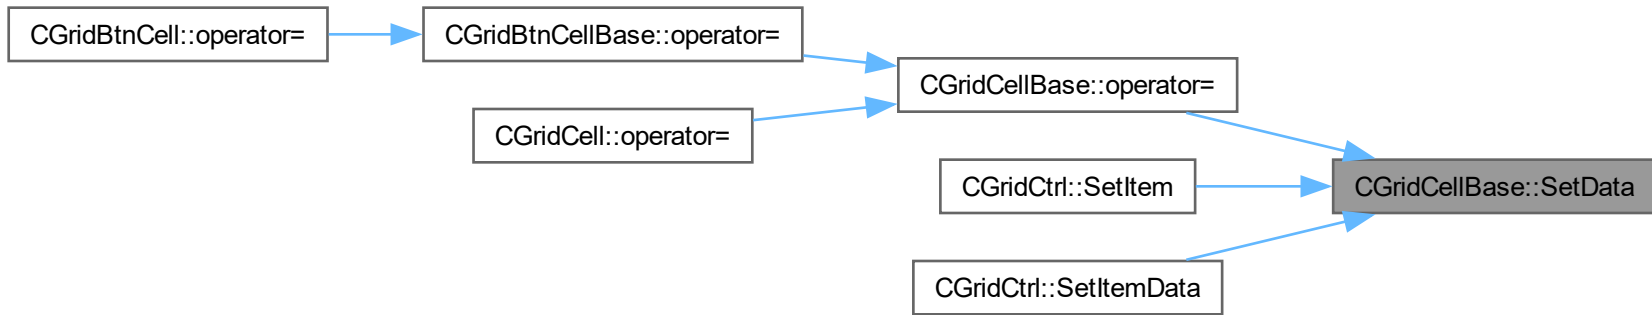 CGridBtnCell::operator=
CGridBtnCellBase::operator=
CGridCellBase::operator=
CGridCell::operator=
CGridCtrl::SetItem
CGridCellBase::SetData
CGridCtrl::SetItemData